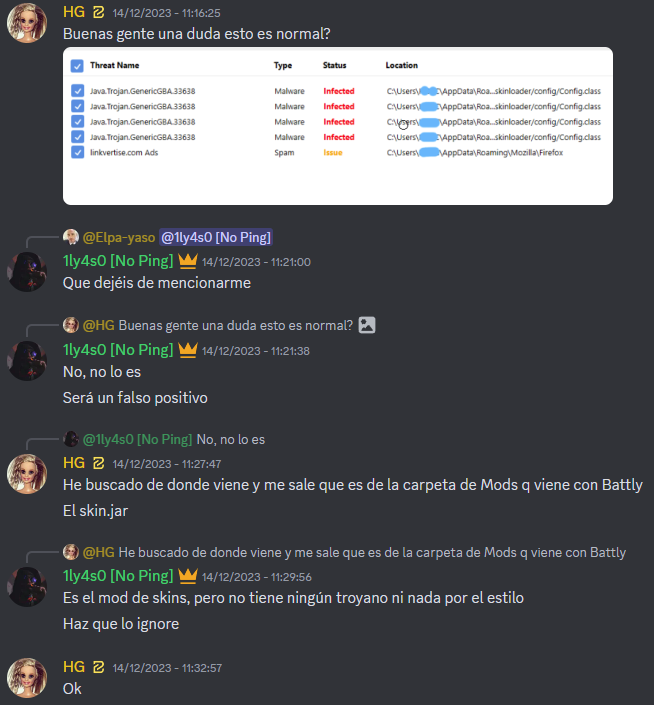 HG 14/12/2023 - 11:16:25
Buenas gente una duda esto es normal?
Threat Name Type Status Location
Java.Trojan.GenericGBA.33638 Malware Infected C:\Users\ \AppData\Roa...skinloader/config/Config.class
Java.Trojan.GenericGBA.33638 Malware Infected C:\Users\ \AppData\Roa...skinloader/config/Config.class
Java.Trojan.GenericGBA.33638 Malware Infected C:\Users\ \AppData\Roa...skinloader/config/Config.class
Java.Trojan.GenericGBA.33638 Malware Infected C:\Users\ \AppData\Roa...skinloader/config/Config.class
linkvertise.com Ads Spam Issue C:\Users\ \AppData\Roaming\Mozilla\Firefox
@Elpa-yaso @1ly4s0 [No Ping]
1ly4s0 [No Ping] 14/12/2023 - 11:21:00
Que dejéis de mencionarme
@HG Buenas gente una duda esto es normal?
1ly4s0 [No Ping] 14/12/2023 - 11:21:38
No, no lo es
Será un falso positivo
@1ly4s0 [No Ping] No, no lo es
HG 14/12/2023 - 11:27:47
He buscado de donde viene y me sale que es de la carpeta de Mods q viene con Battly
El skin.jar
@HG He buscado de donde viene y me sale que es de la carpeta de Mods q viene con Battly
1ly4s0 [No Ping] 14/12/2023 - 11:29:56
Es el mod de skins, pero no tiene ningún troyano ni nada por el estilo
Haz que lo ignore
HG 14/12/2023 - 11:32:57
Ok